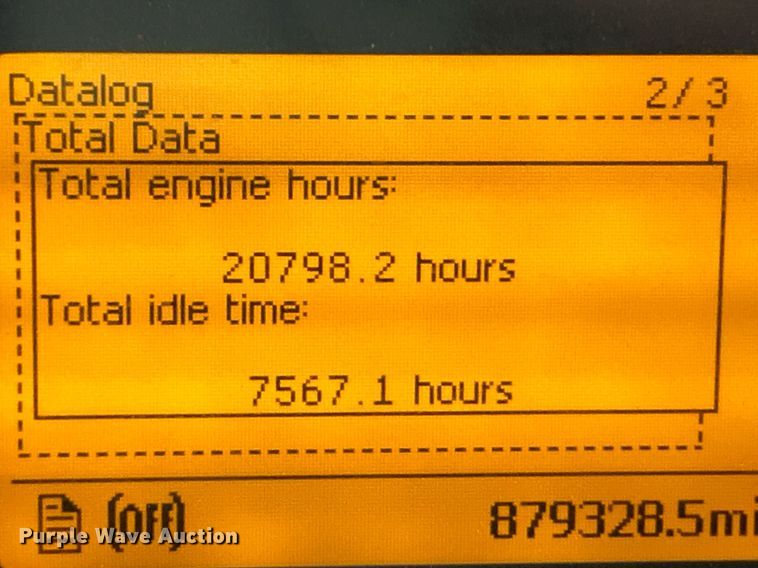 Datalog 2/3
Total Data
Total engine hours:
20798.2 hours
Total idle time:
7567.1 hours
(OFF) 879328.5mi
Purple Wave Auction